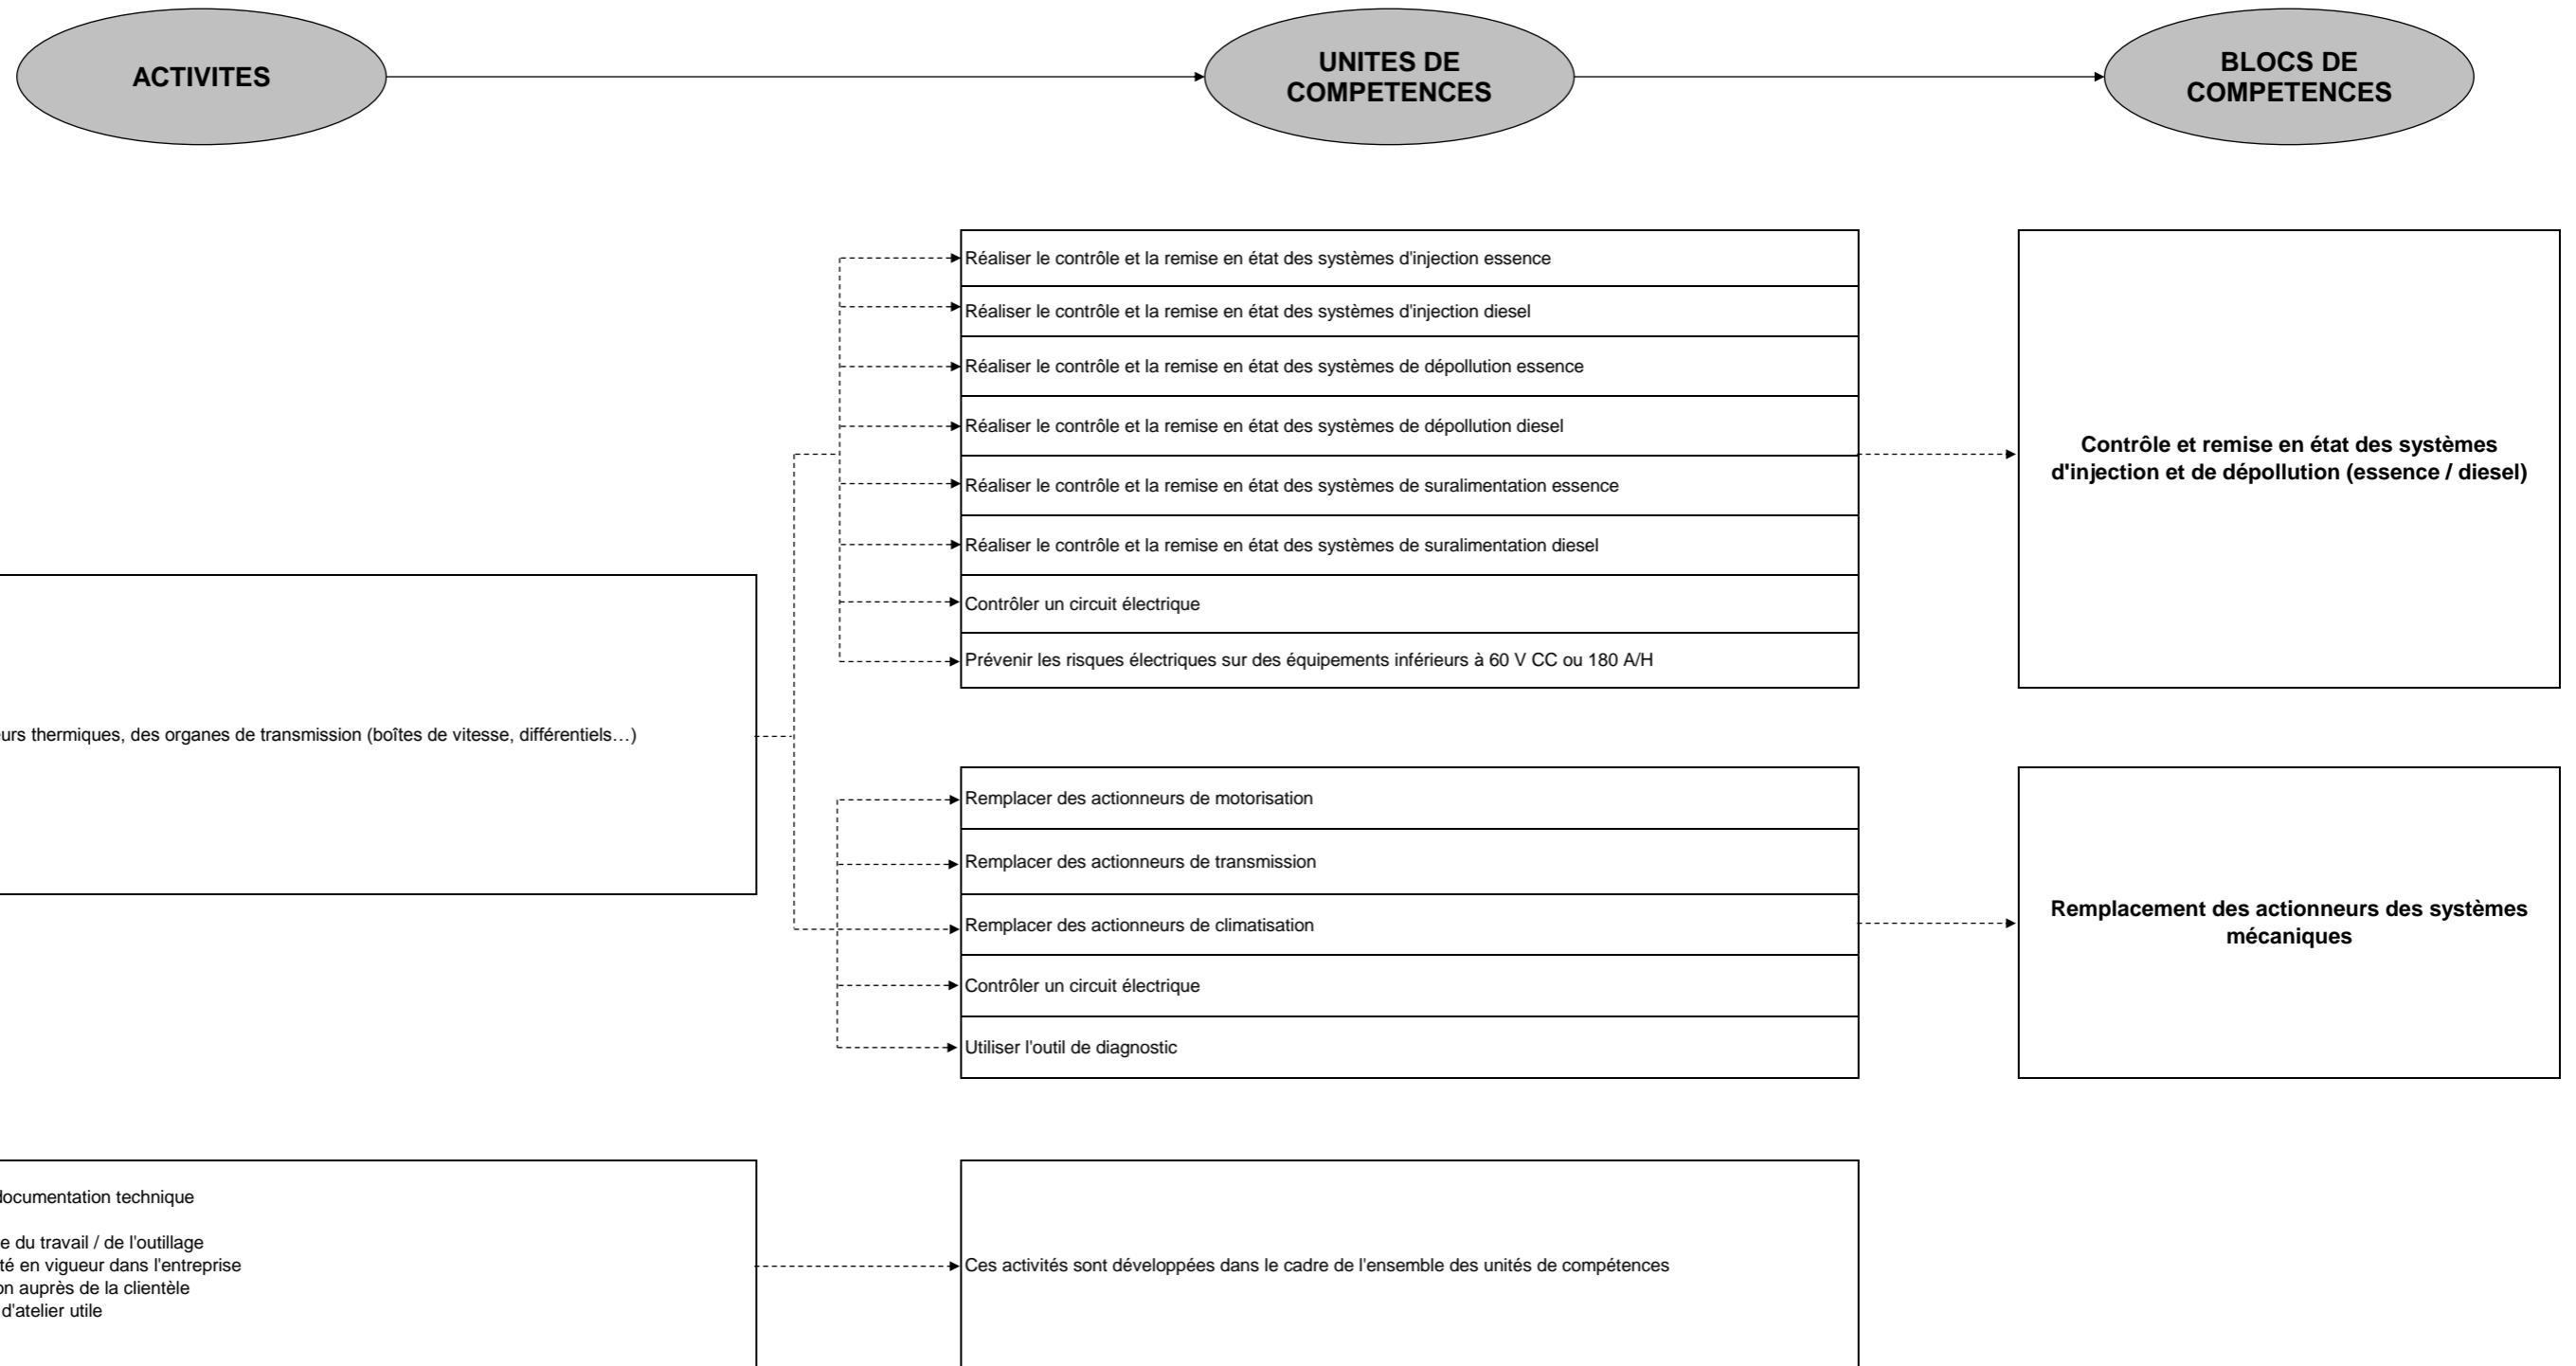 ACTIVITES
UNITES DE
COMPETENCES
BLOCS DE
COMPETENCES
Réaliser le contrôle et la remise en état des systèmes d'injection essence
Réaliser le contrôle et la remise en état des systèmes d'injection diesel
Réaliser le contrôle et la remise en état des systèmes de dépollution essence
Réaliser le contrôle et la remise en état des systèmes de dépollution diesel
Réaliser le contrôle et la remise en état des systèmes de suralimentation essence
Réaliser le contrôle et la remise en état des systèmes de suralimentation diesel
Contrôler un circuit électrique
Prévenir les risques électriques sur des équipements inférieurs à 60 V CC ou 180 A/H
Contrôle et remise en état des systèmes
d'injection et de dépollution (essence / diesel)
thermiques, des organes de transmission (boîtes de vitesse, différentiels…)
Remplacer des actionneurs de motorisation
Remplacer des actionneurs de transmission
Remplacer des actionneurs de climatisation
Contrôler un circuit électrique
Utiliser l'outil de diagnostic
Remplacement des actionneurs des systèmes
mécaniques
documentation technique
du travail / de l'outillage
en vigueur dans l'entreprise
auprès de la clientèle
d'atelier utile
Ces activités sont développées dans le cadre de l'ensemble des unités de compétences